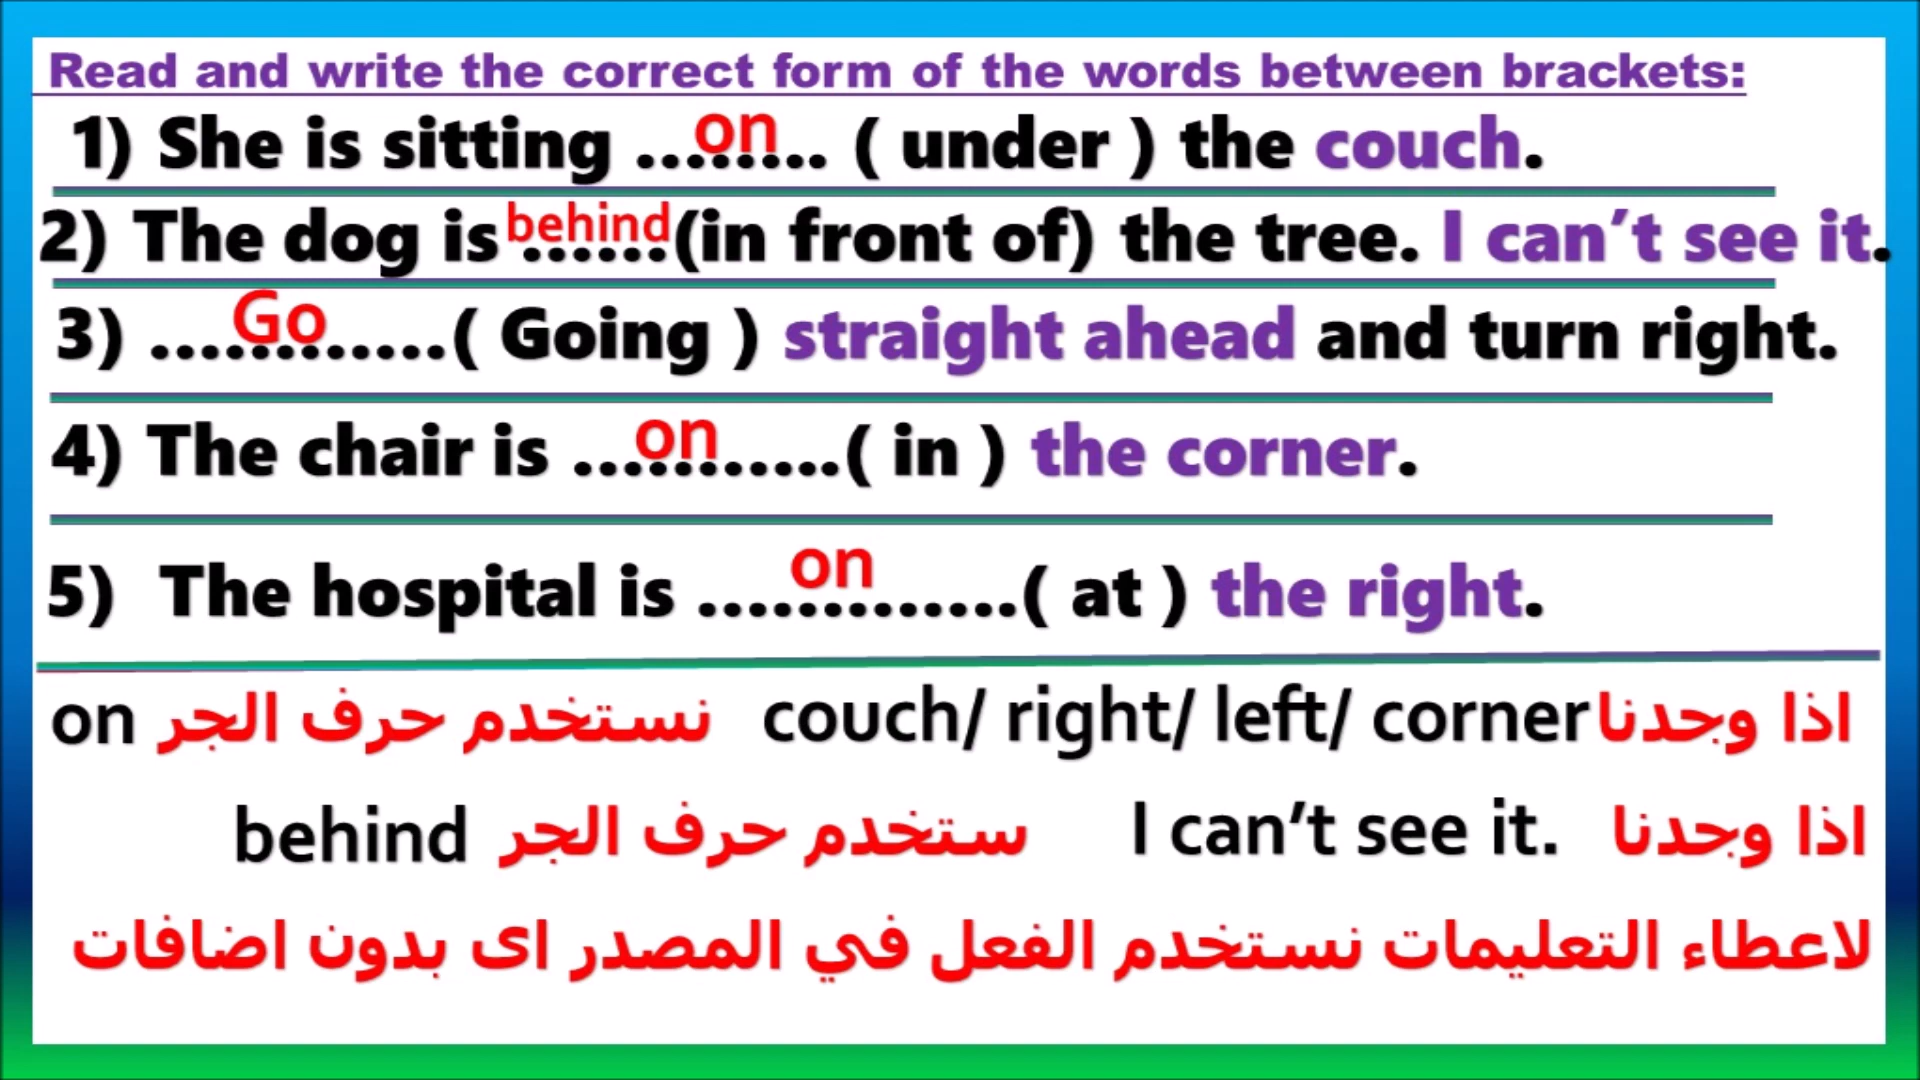 Read and write the correct form of the words between brackets:
1) She is sitting ...on..... ( under ) the couch.
2) The dog is behind......(in front of) the tree. I can’t see it.
3) ......Go......( Going ) straight ahead and turn right.
4) The chair is ....on.......( in ) the corner.
5) The hospital is ......on.......( at ) the right.
اذا وجدنا couch/ right/ left/ corner نستخدم حرف الجر on
اذا وجدنا I can’t see it. ستخدم حرف الجر behind
لاعطاء التعليمات نستخدم الفعل في المصدر اى بدون اضافات